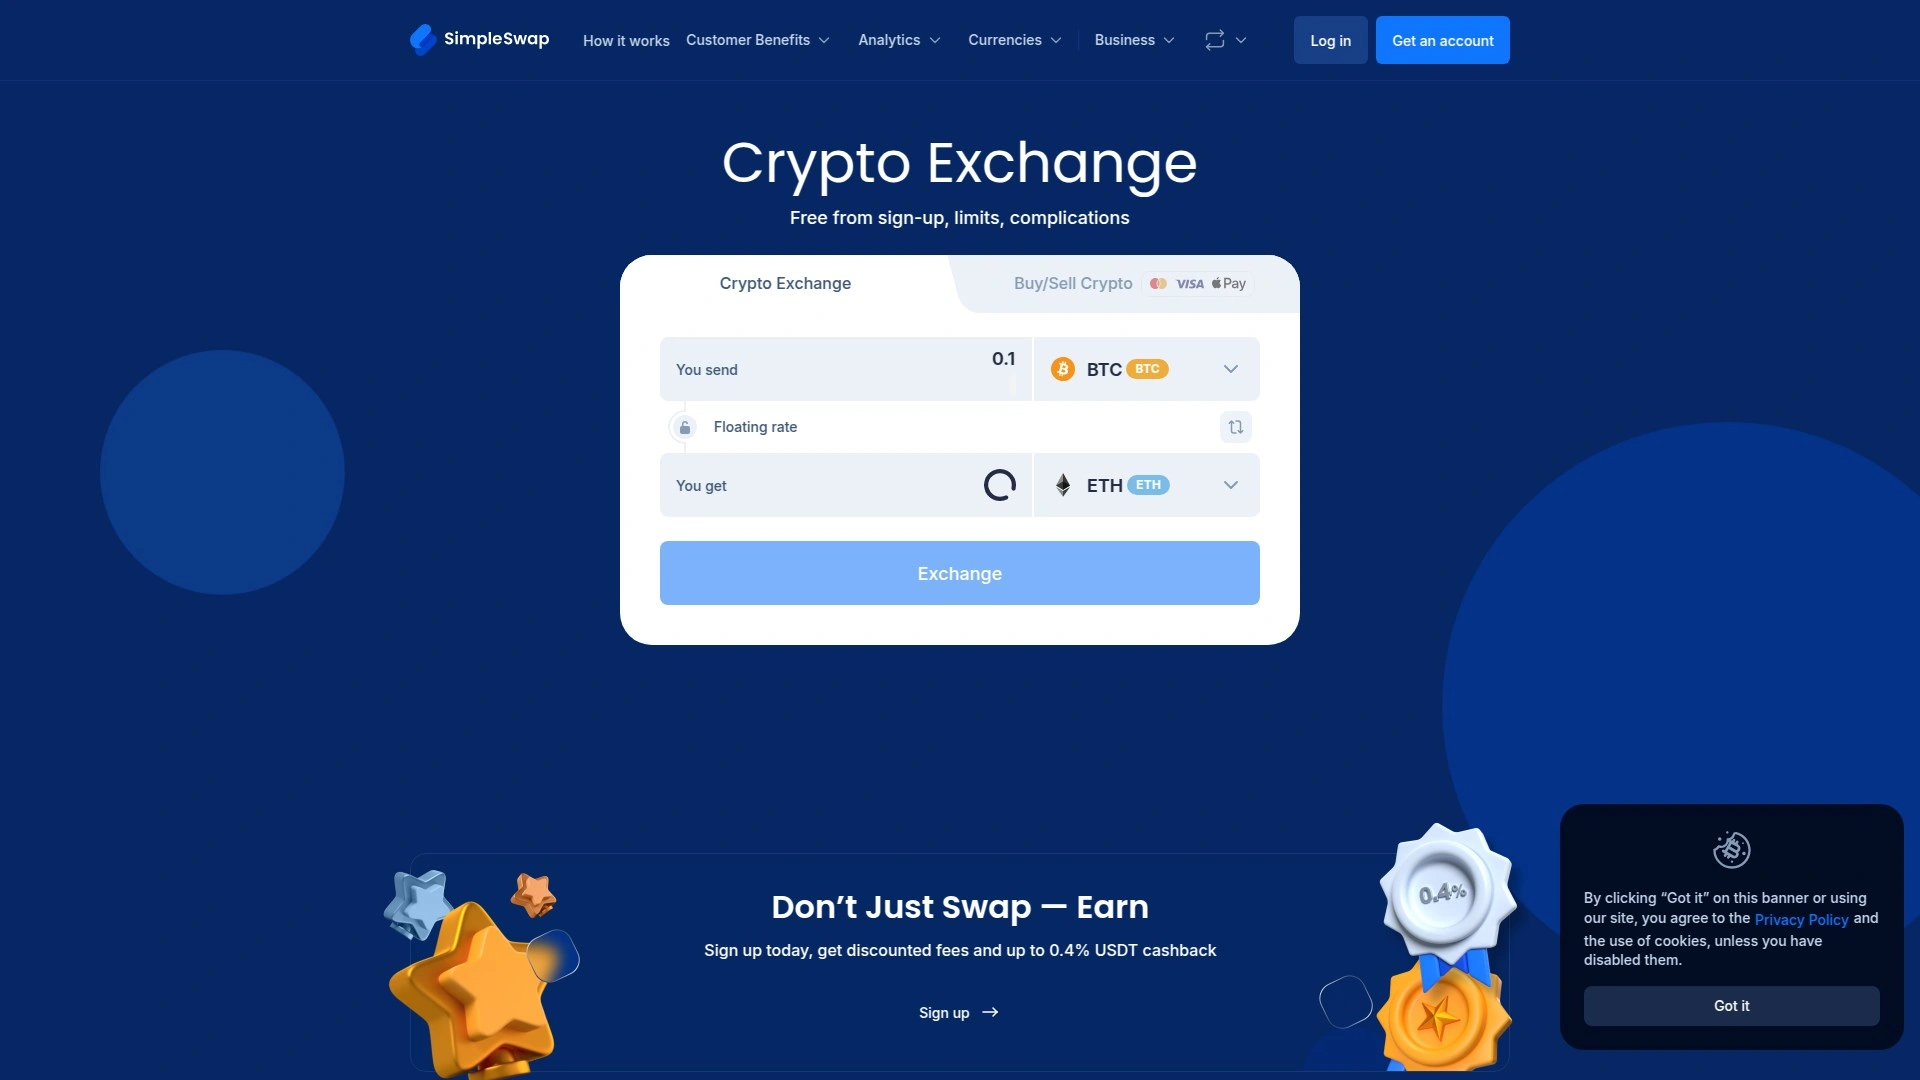 SimpleSwap
How it works
Customer Benefits
Analytics
Currencies
Business
Log in
Get an account
Crypto Exchange
Free from sign-up, limits, complications
Crypto Exchange
Buy/Sell Crypto
VISA
Pay
You send
0.1
BTC BTC
Floating rate
You get
ETH ETH
Exchange
Don’t Just Swap — Earn
Sign up today, get discounted fees and up to 0.4% USDT cashback
Sign up
0.4%
By clicking “Got it” on this banner or using
our site, you agree to the Privacy Policy and
the use of cookies, unless you have
disabled them.
Got it